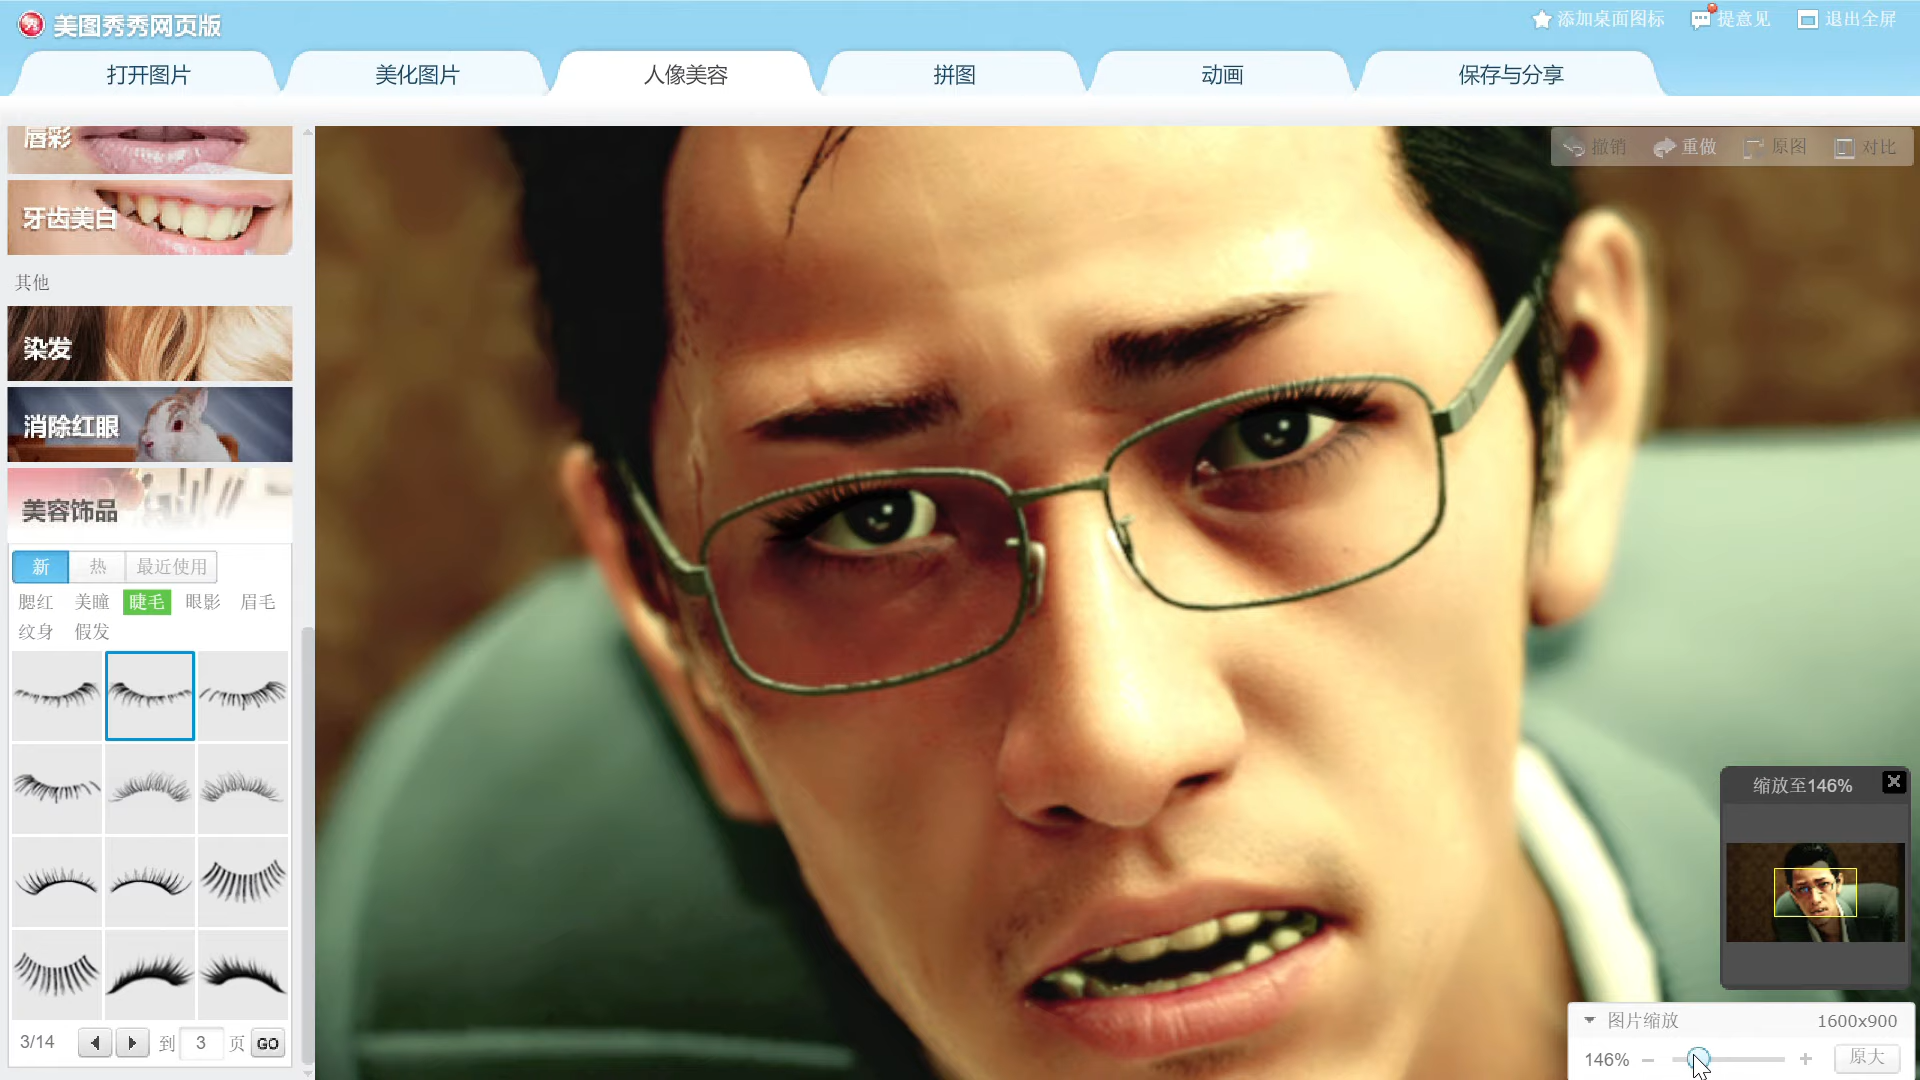 秀 美图秀秀网页版
添加桌面图标 提意见 退出全屏
打开图片 美化图片 人像美容 拼图 动画 保存与分享
撤销 重做 原图 对比
唇彩
牙齿美白
其他
染发
消除红眼
美容饰品
新 热 最近使用
腮红 美瞳 睫毛 眼影 眉毛
纹身 假发
3/14 到 3 页 GO
缩放至146%
图片缩放 1600x900
146% 原大